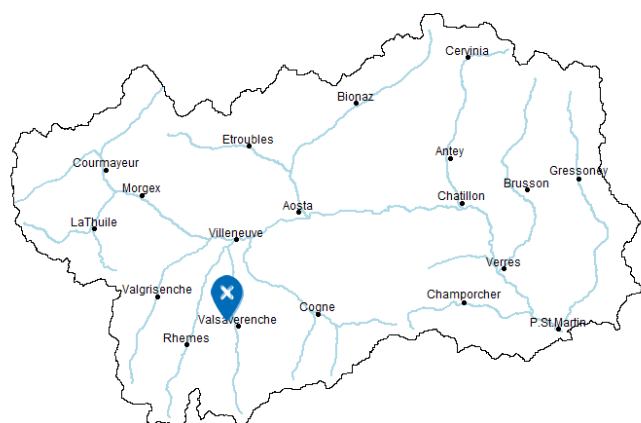 Cervinia
Bionaz
Etroubles
Antey
Courmayeur
Gressoney
Morgex
Brusson
Chatillon
Aosta
LaThuile
Villeneuve
Verres
Valgrisenche
Champorcher
Cogne
Valsaverenche
P.St.Martin
Rhemes